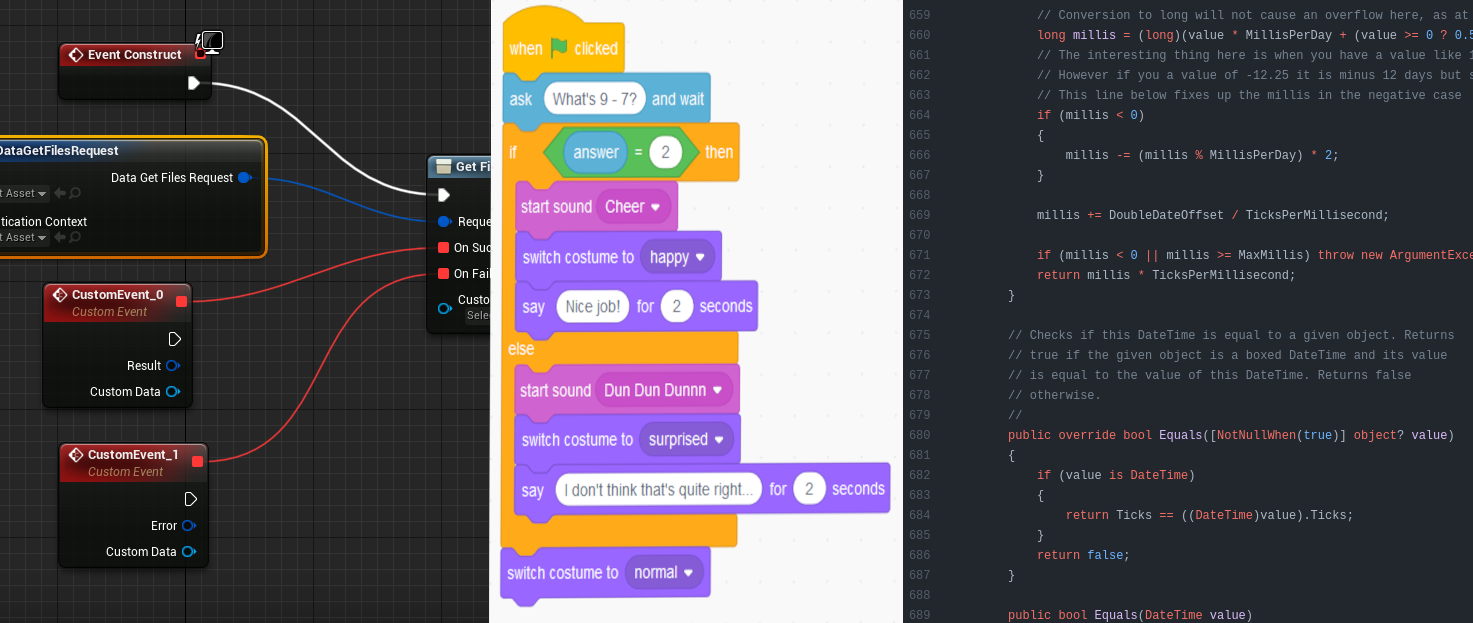 Event Construct
DataGetFilesRequest
Data Get Files Request
Asset
tication Context
Asset
CustomEvent_0
Custom Event
Result
Custom Data
CustomEvent_1
Custom Event
Error
Custom Data
Get Fi
Reque
On Suc
On Fail
Custo
Selec
when clicked
ask What's 9 - 7? and wait
if answer = 2 then
start sound Cheer
switch costume to happy
say Nice job! for 2 seconds
else
start sound Dun Dun Dunnn
switch costume to surprised
say I don't think that's quite right... for 2 seconds
switch costume to normal
659 // Conversion to long will not cause an overflow here, as at
660 long millis = (long)(value * MillisPerDay + (value >= 0 ? 0.5
661 // The interesting thing here is when you have a value like 1
662 // However if you a value of -12.25 it is minus 12 days but s
663 // This line below fixes up the millis in the negative case
664 if (millis < 0)
665 {
666 millis -= (millis % MillisPerDay) * 2;
667 }
668
669 millis += DoubleDateOffset / TicksPerMillisecond;
670
671 if (millis < 0 || millis >= MaxMillis) throw new ArgumentExce
672 return millis * TicksPerMillisecond;
673 }
674
675 // Checks if this DateTime is equal to a given object. Returns
676 // true if the given object is a boxed DateTime and its value
677 // is equal to the value of this DateTime. Returns false
678 // otherwise.
679 //
680 public override bool Equals([NotNullWhen(true)] object? value)
681 {
682 if (value is DateTime)
683 {
684 return Ticks == ((DateTime)value).Ticks;
685 }
686 return false;
687 }
688
689 public bool Equals(DateTime value)